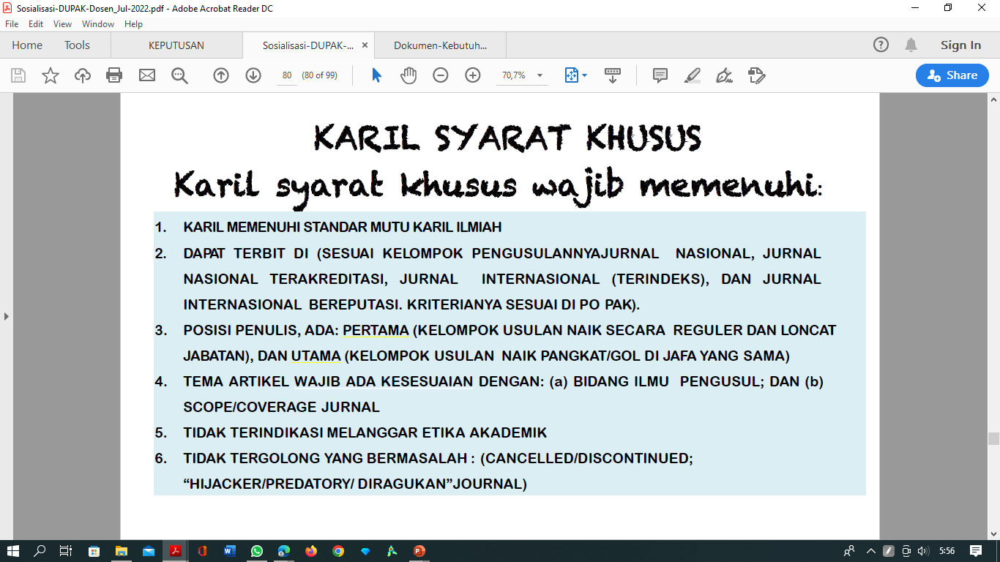 Sosialisasi-DUPAK-Dosen_Jul-2022.pdf - Adobe Acrobat Reader DC
File Edit View Window Help
Home Tools KEPUTUSAN Sosialisasi-DUPAK-... × Dokumen-Kebutuh... Sign In
80 (80 of 99) 70,7% Share
KARIL SYARAT KHUSUS
Karil syarat khusus wajib memenuhi:
1. KARIL MEMENUHI STANDAR MUTU KARIL ILMIAH
2. DAPAT TERBIT DI (SESUAI KELOMPOK PENGUSULANNYAJURNAL NASIONAL, JURNAL
NASIONAL TERAKREDITASI, JURNAL INTERNASIONAL (TERINDEKS), DAN JURNAL
INTERNASIONAL BEREPUTASI. KRITERIANYA SESUAI DI PO PAK).
3. POSISI PENULIS, ADA: PERTAMA (KELOMPOK USULAN NAIK SECARA REGULER DAN LONCAT
JABATAN), DAN UTAMA (KELOMPOK USULAN NAIK PANGKAT/GOL DI JAFA YANG SAMA)
4. TEMA ARTIKEL WAJIB ADA KESESUAIAN DENGAN: (a) BIDANG ILMU PENGUSUL; DAN (b)
SCOPE/COVERAGE JURNAL
5. TIDAK TERINDIKASI MELANGGAR ETIKA AKADEMIK
6. TIDAK TERGOLONG YANG BERMASALAH : (CANCELLED/DISCONTINUED;
“HIJACKER/PREDATORY/ DIRAGUKAN”JOURNAL)
5:56